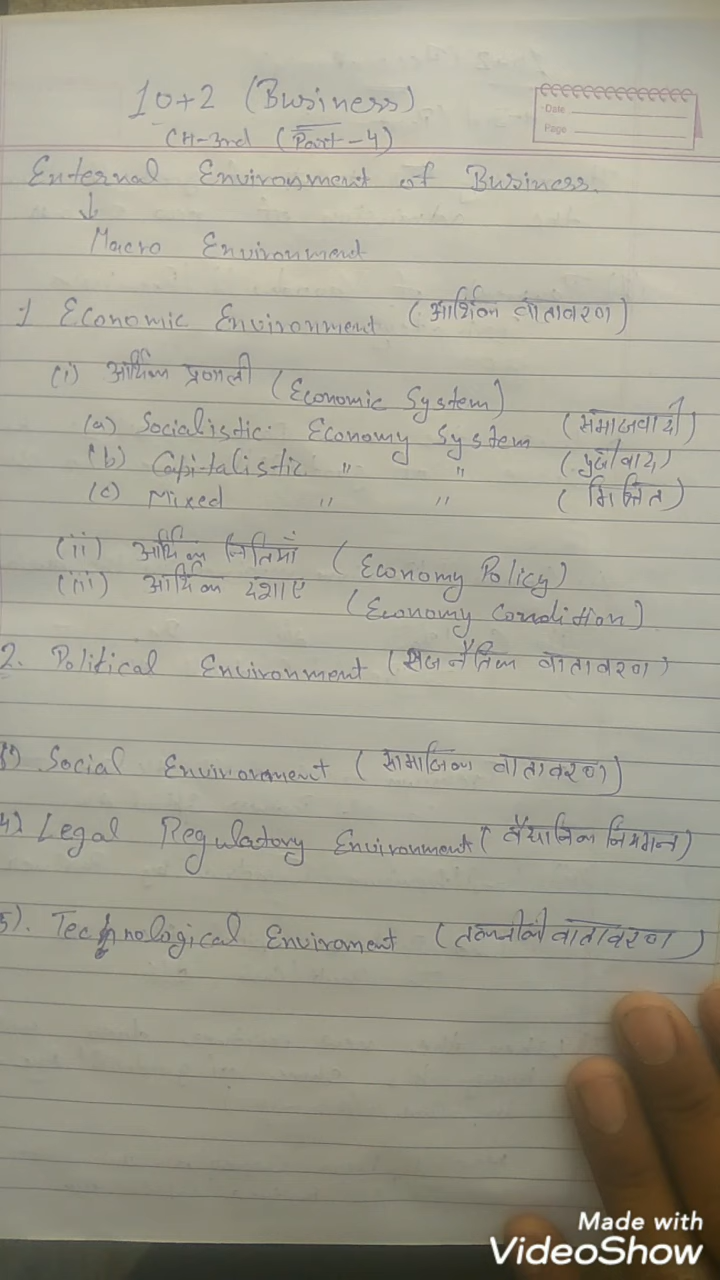 10+2 (Business)
CH-3rd (Part-4)
Date
Page
External Environment of Business.
↓
Macro Environment
1 Economic Environment (आर्थिक वातावरण)
(i) आर्थिक प्रणाली (Economic System)
(a) Socialistic Economy System (समाजवादी)
(b) Capitalistic " " (पुंजीवाद)
(c) Mixed " " (मिश्रित)
(ii) आर्थिक नितियाँ (Economy Policy)
(iii) आर्थिक दशाएं (Economy Condition)
2. Political Environment (राजनैतिक वातावरण)
3) Social Environment (सामाजिक वातावरण)
4) Legal Regulatory Environment (वैधानिक नियमन)
5). Technological Enviroment (तकनीकी वातावरण)
Made with
VideoShow